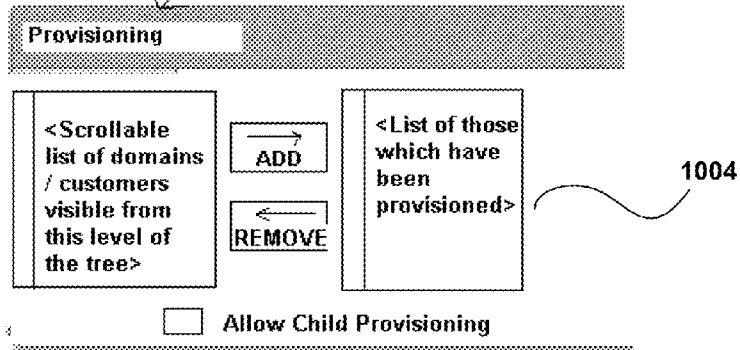 Provisioning
<Scrollable
list of domains
/ customers
visible from
this level of
the tree>
ADD
REMOVE
<List of those
which have
been
provisioned>
1004
Allow Child Provisioning